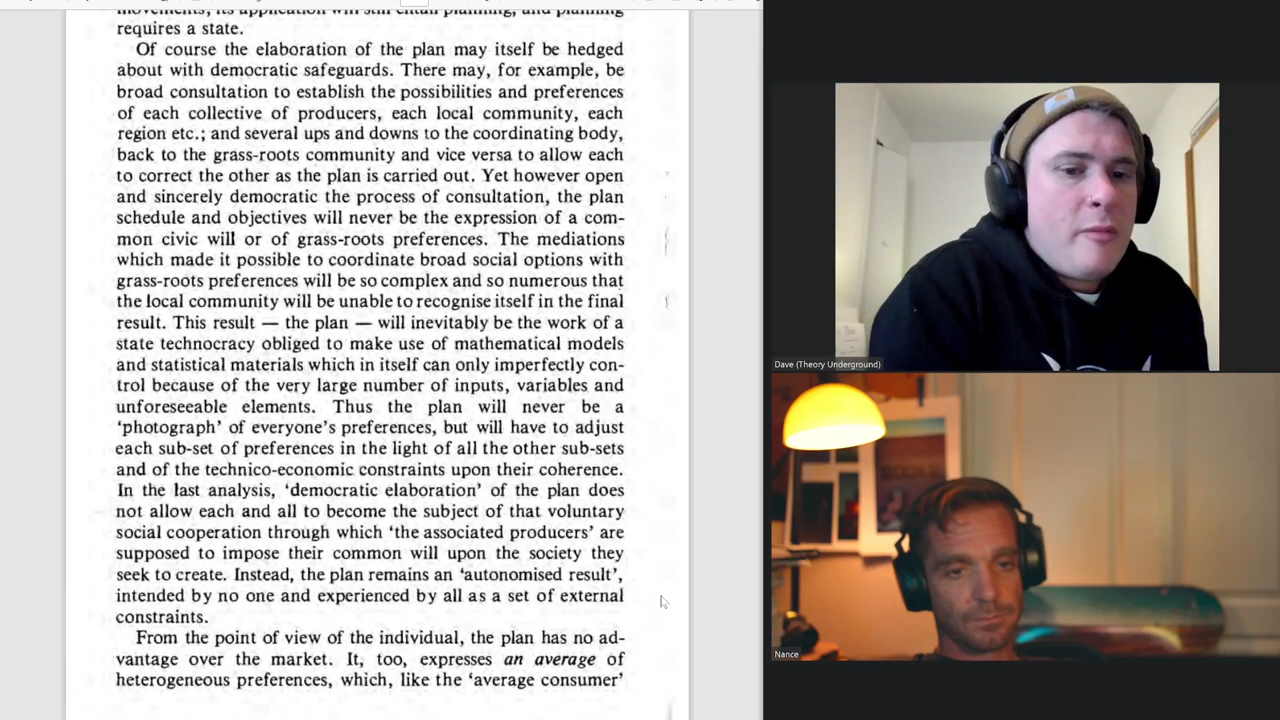 movements, its application will still entail planning, and planning
requires a state.
Of course the elaboration of the plan may itself be hedged
about with democratic safeguards. There may, for example, be
broad consultation to establish the possibilities and preferences
of each collective of producers, each local community, each
region etc.; and several ups and downs to the coordinating body,
back to the grass-roots community and vice versa to allow each
to correct the other as the plan is carried out. Yet however open
and sincerely democratic the process of consultation, the plan
schedule and objectives will never be the expression of a com-
mon civic will or of grass-roots preferences. The mediations
which made it possible to coordinate broad social options with
grass-roots preferences will be so complex and so numerous that
the local community will be unable to recognise itself in the final
result. This result — the plan — will inevitably be the work of a
state technocracy obliged to make use of mathematical models
and statistical materials which in itself can only imperfectly con-
trol because of the very large number of inputs, variables and
unforeseeable elements. Thus the plan will never be a
‘photograph’ of everyone’s preferences, but will have to adjust
each sub-set of preferences in the light of all the other sub-sets
and of the technico-economic constraints upon their coherence.
In the last analysis, ‘democratic elaboration’ of the plan does
not allow each and all to become the subject of that voluntary
social cooperation through which ‘the associated producers’ are
supposed to impose their common will upon the society they
seek to create. Instead, the plan remains an ‘autonomised result’,
intended by no one and experienced by all as a set of external
constraints.
From the point of view of the individual, the plan has no ad-
vantage over the market. It, too, expresses an average of
heterogeneous preferences, which, like the ‘average consumer’
Dave (Theory Underground)
Nance